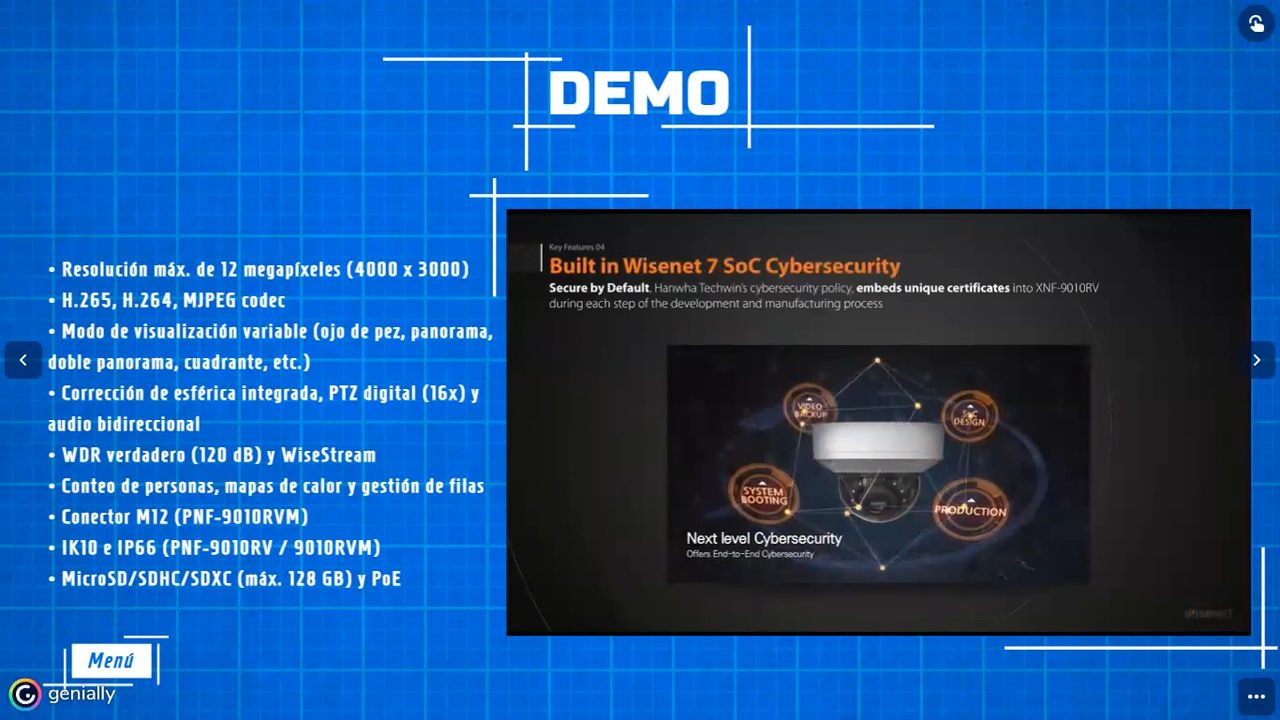 DEMO
• Resolución máx. de 12 megapíxeles (4000 x 3000)
• H.265, H.264, MJPEG codec
• Modo de visualización variable (ojo de pez, panorama,
doble panorama, cuadrante, etc.)
• Corrección de esférica integrada, PTZ digital (16x) y
audio bidireccional
• WDR verdadero (120 dB) y WiseStream
• Conteo de personas, mapas de calor y gestión de filas
• Conector M12 (PNF-9010RVM)
• IK10 e IP66 (PNF-9010RV / 9010RVM)
• MicroSD/SDHC/SDXC (máx. 128 GB) y PoE
Key Features 04
Built in Wisenet 7 SoC Cybersecurity
Secure by Default, Hanwha Techwin's cybersecurity policy, embeds unique certificates into XNF-9010RV
during each step of the development and manufacturing process
VIDEO
BACKUP
SOC
DESIGN
SYSTEM
BOOTING
PRODUCTION
Next level Cybersecurity
Offers End-to-End Cybersecurity
WISENET
Menú
genially